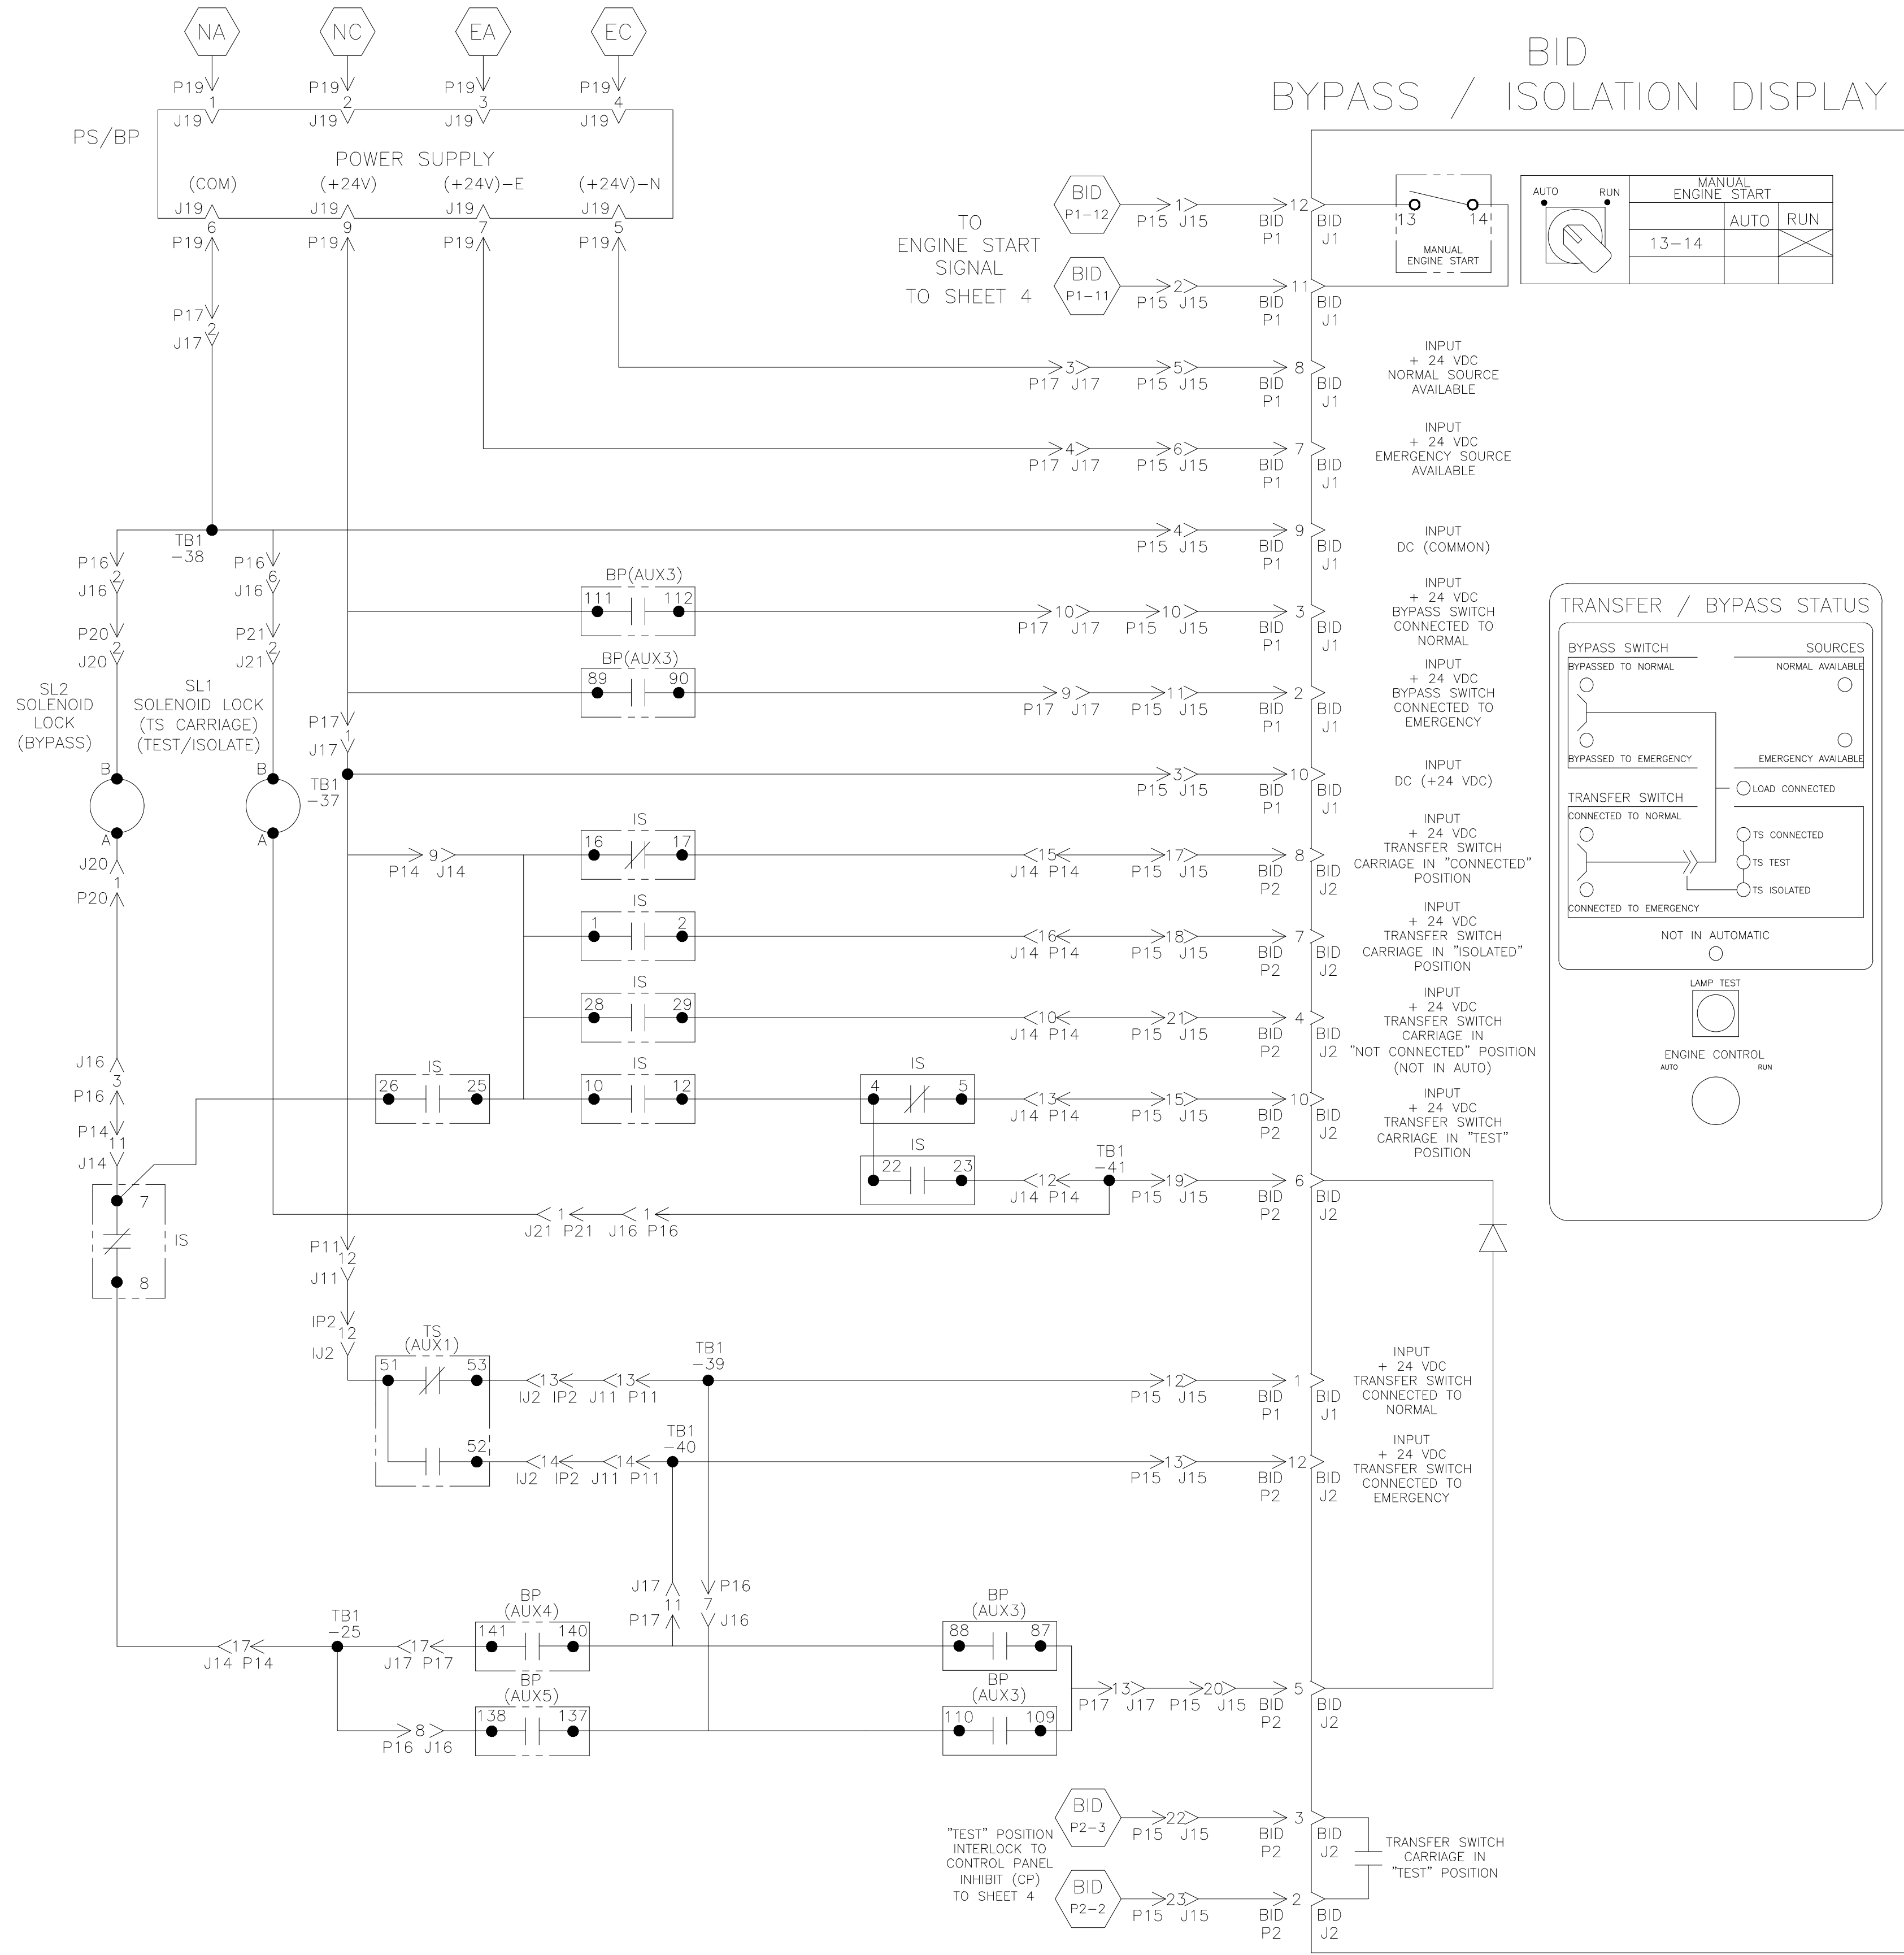 NA NC EA EC
BID
BYPASS / ISOLATION DISPLAY
P19 P19 P19 P19
1 2 3 4
J19 J19 J19 J19
PS/BP
POWER SUPPLY
(COM) (+24V) (+24V)-E (+24V)-N
J19 J19 J19 J19
6 9 7 5
P19 P19 P19 P19
P17
2
J17
TO
ENGINE START
SIGNAL
TO SHEET 4
BID
P1-12
1
P15 J15
12
BID
P1
BID
J1
13 14
MANUAL
ENGINE START
BID
P1-11
2
P15 J15
11
BID
P1
BID
J1
AUTO RUN
MANUAL
ENGINE START
AUTO RUN
13-14
3
P17 J17
5
P15 J15
8
BID
P1
BID
J1
INPUT
+ 24 VDC
NORMAL SOURCE
AVAILABLE
4
P17 J17
6
P15 J15
7
BID
P1
BID
J1
INPUT
+ 24 VDC
EMERGENCY SOURCE
AVAILABLE
TB1
-38
4
P15 J15
9
BID
P1
BID
J1
INPUT
DC (COMMON)
P16
2
J16
P20
2
J20
SL2
SOLENOID
LOCK
(BYPASS)
B
A
J20
1
P20
P16
6
J16
P21
2
J21
SL1
SOLENOID LOCK
(TS CARRIAGE)
(TEST/ISOLATE)
B
A
BP(AUX3)
111 112
10
P17 J17
10
P15 J15
3
BID
P1
BID
J1
INPUT
+ 24 VDC
BYPASS SWITCH
CONNECTED TO
NORMAL
BP(AUX3)
89 90
9
P17 J17
11
P15 J15
2
BID
P1
BID
J1
INPUT
+ 24 VDC
BYPASS SWITCH
CONNECTED TO
EMERGENCY
P17
1
J17
TB1
-37
3
P15 J15
10
BID
P1
BID
J1
INPUT
DC (+24 VDC)
9
P14 J14
IS
16 17
15
J14 P14
17
P15 J15
8
BID
P2
BID
J2
INPUT
+ 24 VDC
TRANSFER SWITCH
CARRIAGE IN "CONNECTED"
POSITION
IS
1 2
16
J14 P14
18
P15 J15
7
BID
P2
BID
J2
INPUT
+ 24 VDC
TRANSFER SWITCH
CARRIAGE IN "ISOLATED"
POSITION
IS
28 29
10
J14 P14
21
P15 J15
4
BID
P2
BID
J2
INPUT
+ 24 VDC
TRANSFER SWITCH
CARRIAGE IN
"NOT CONNECTED" POSITION
(NOT IN AUTO)
J16
3
P16
P14
11
J14
IS
26 25
IS
10 12
IS
4 5
13
J14 P14
15
P15 J15
10
BID
P2
BID
J2
INPUT
+ 24 VDC
TRANSFER SWITCH
CARRIAGE IN "TEST"
POSITION
IS
22 23
12
J14 P14
TB1
-41
19
P15 J15
6
BID
P2
BID
J2
1
J21 P21
1
J16 P16
7
IS
8
TRANSFER / BYPASS STATUS
BYPASS SWITCH SOURCES
BYPASSED TO NORMAL NORMAL AVAILABLE
BYPASSED TO EMERGENCY EMERGENCY AVAILABLE
LOAD CONNECTED
TRANSFER SWITCH
CONNECTED TO NORMAL
TS CONNECTED
TS TEST
TS ISOLATED
CONNECTED TO EMERGENCY
NOT IN AUTOMATIC
LAMP TEST
ENGINE CONTROL
AUTO RUN
P11
12
J11
IP2
12
IJ2
TS
(AUX1)
51 53
13
IJ2 IP2
13
J11 P11
TB1
-39
12
P15 J15
1
BID
P1
BID
J1
INPUT
+ 24 VDC
TRANSFER SWITCH
CONNECTED TO
NORMAL
52
14
IJ2 IP2
14
J11 P11
TB1
-40
13
P15 J15
12
BID
P2
BID
J2
INPUT
+ 24 VDC
TRANSFER SWITCH
CONNECTED TO
EMERGENCY
J17
11
P17
P16
7
J16
17
J14 P14
TB1
-25
17
J17 P17
BP
(AUX4)
141 140
BP
(AUX3)
88 87
8
P16 J16
BP
(AUX5)
138 137
BP
(AUX3)
110 109
13
P17 J17
20
P15 J15
5
BID
P2
BID
J2
"TEST" POSITION
INTERLOCK TO
CONTROL PANEL
INHIBIT (CP)
TO SHEET 4
BID
P2-3
22
P15 J15
3
BID
P2
BID
J2
TRANSFER SWITCH
CARRIAGE IN
"TEST" POSITION
BID
P2-2
23
P15 J15
2
BID
P2
BID
J2